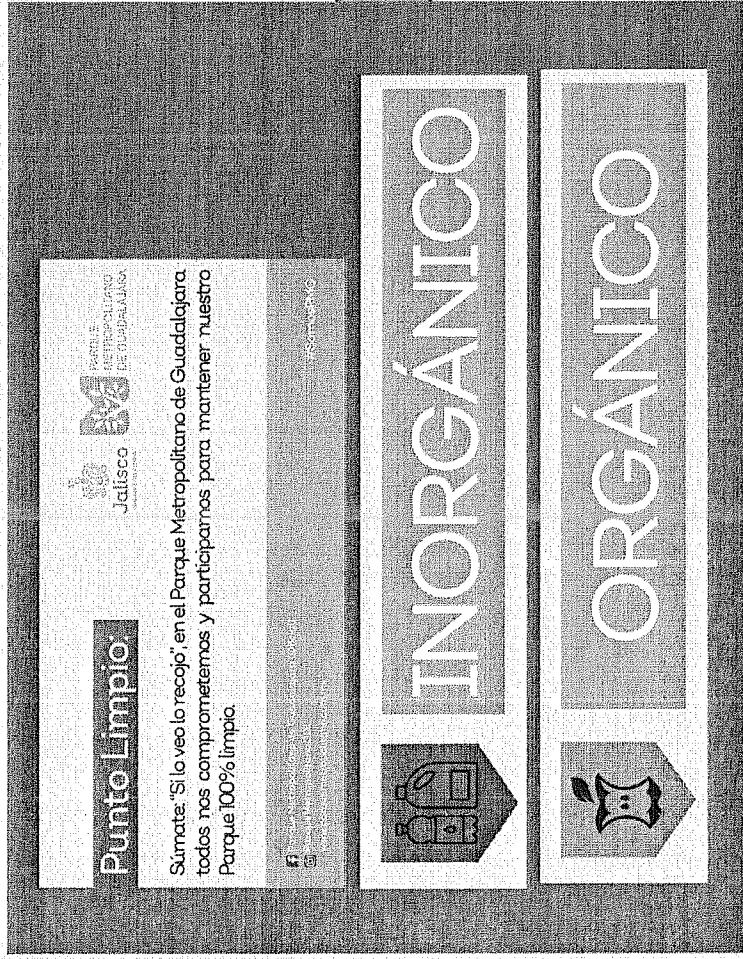 Punto Limpio:
Jalisco
PARQUE
METROPOLITANO
DE GUADALAJARA
Súmate: "Si lo veo lo recojo", en el Parque Metropolitano de Guadalajara
todos nos comprometemos y participamos para mantener nuestro
Parque 100% limpio.
INORGÁNICO
ORGÁNICO